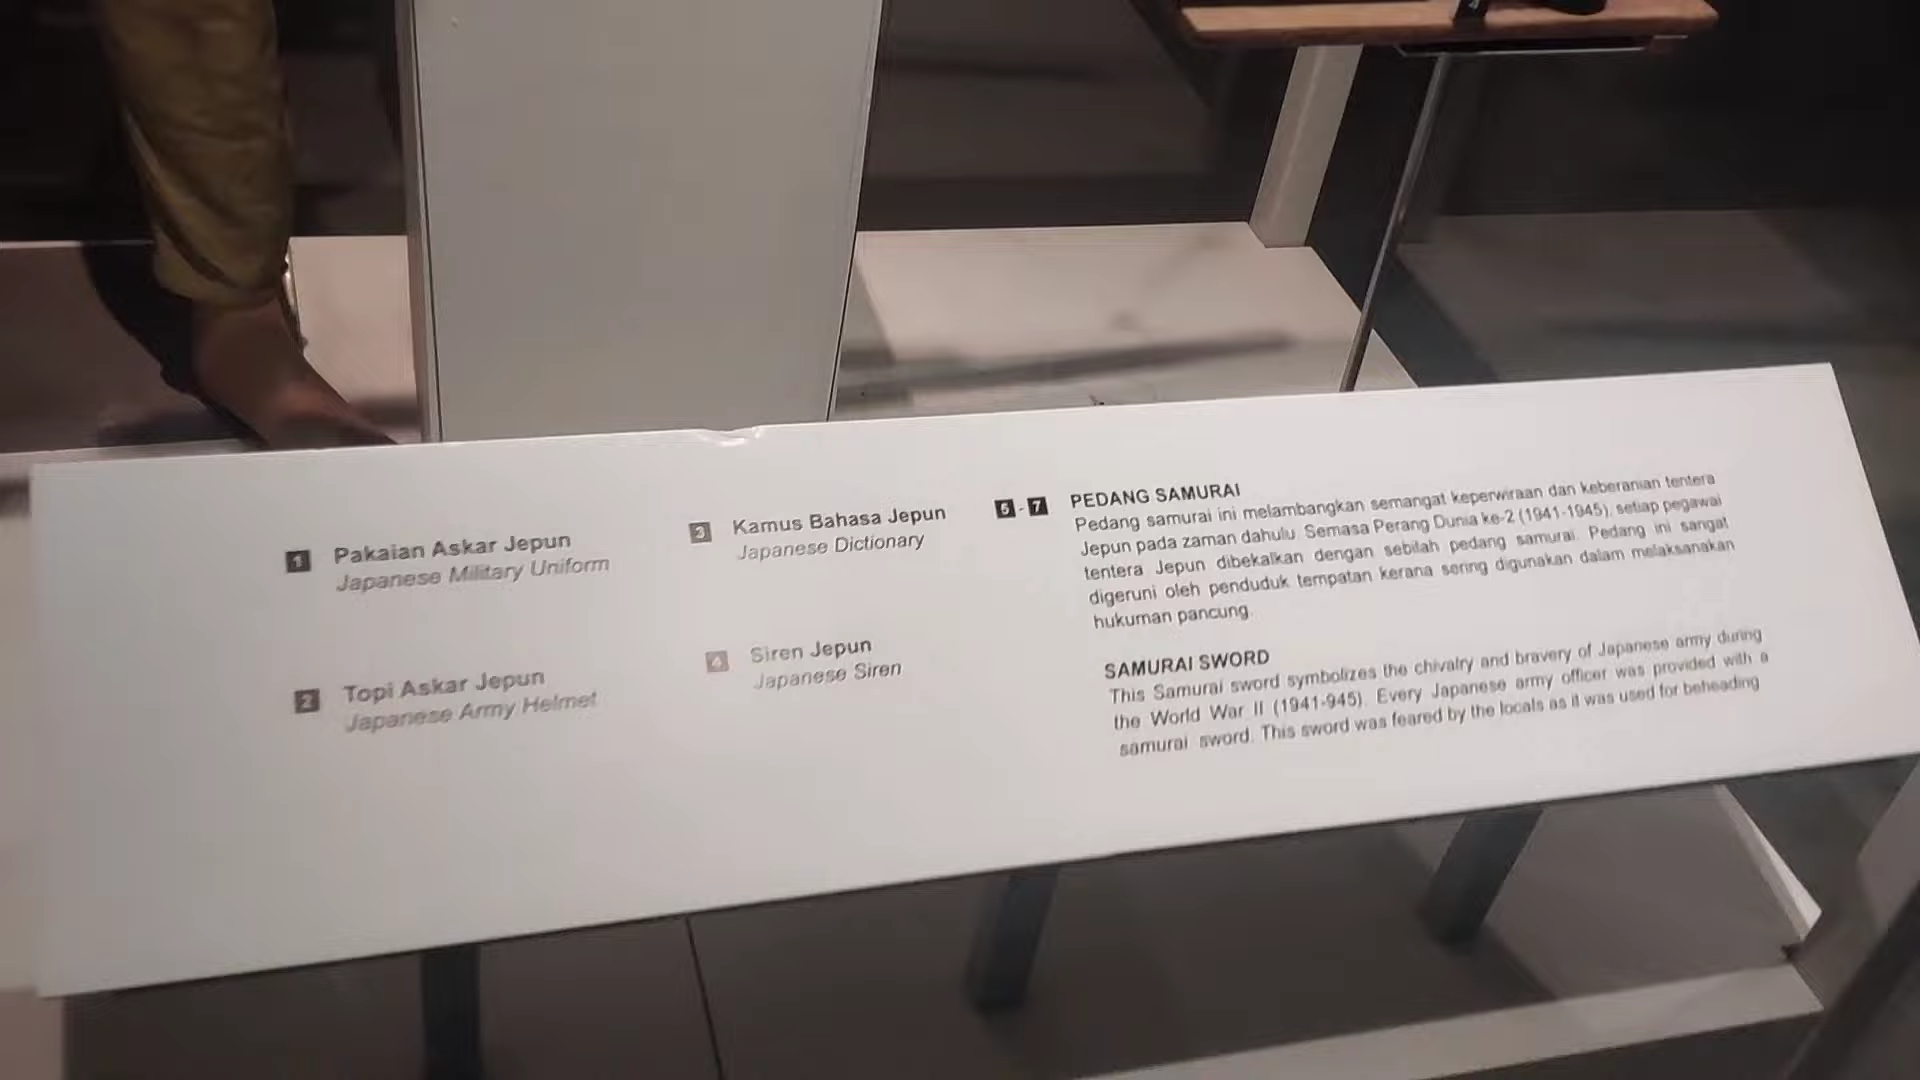 1 Pakaian Askar Jepun
Japanese Military Uniform
2 Topi Askar Jepun
Japanese Army Helmet
3 Kamus Bahasa Jepun
Japanese Dictionary
4 Siren Jepun
Japanese Siren
6 - 7 PEDANG SAMURAI
Pedang samurai ini melambangkan semangat keperwiraan dan keberanian tentera
Jepun pada zaman dahulu. Semasa Perang Dunia ke-2 (1941-1945), setiap pegawai
tentera Jepun dibekalkan dengan sebilah pedang samurai. Pedang ini sangat
digeruni oleh penduduk tempatan kerana sering digunakan dalam melaksanakan
hukuman pancung.
SAMURAI SWORD
This Samurai sword symbolizes the chivalry and bravery of Japanese army during
the World War II (1941-945). Every Japanese army officer was provided with a
samurai sword. This sword was feared by the locals as it was used for beheading